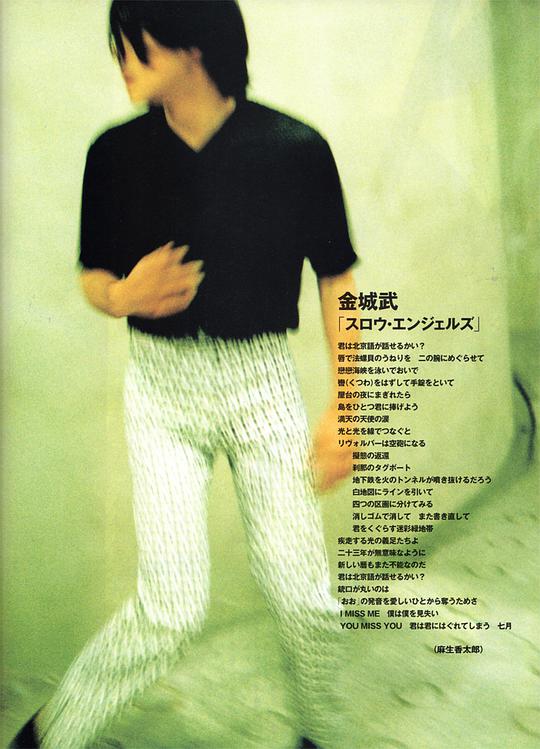 金城武
「スロウ・エンジェルズ」
君は北京語が話せるかい？
唇で法螺貝のうねりを　二の腕にめぐらせて
戀戀海峡を泳いでおいで
轡（くつわ）をはずして手錠をといて
屋台の夜にまぎれたら
島をひとつ君に捧げよう
満天の天使の涙
光と光を線でつなぐと
リヴォルバーは空砲になる
擬態の返還
刹那のタグボート
地下鉄を火のトンネルが噴き抜けるだろう
白地図にラインを引いて
四つの区画に分けてみる
消しゴムで消して　また書き直して
君をくぐらす迷彩緑地帯
疾走する光の義足たちよ
二十三年が無意味なように
新しい暦もまた不能なのだ
君は北京語が話せるかい？
銃口が丸いのは
「おお」の発音を愛しいひとから奪うためさ
I MISS ME　僕は僕を見失い
YOU MISS YOU　君は君にはぐれてしまう　七月
（麻生香太郎）